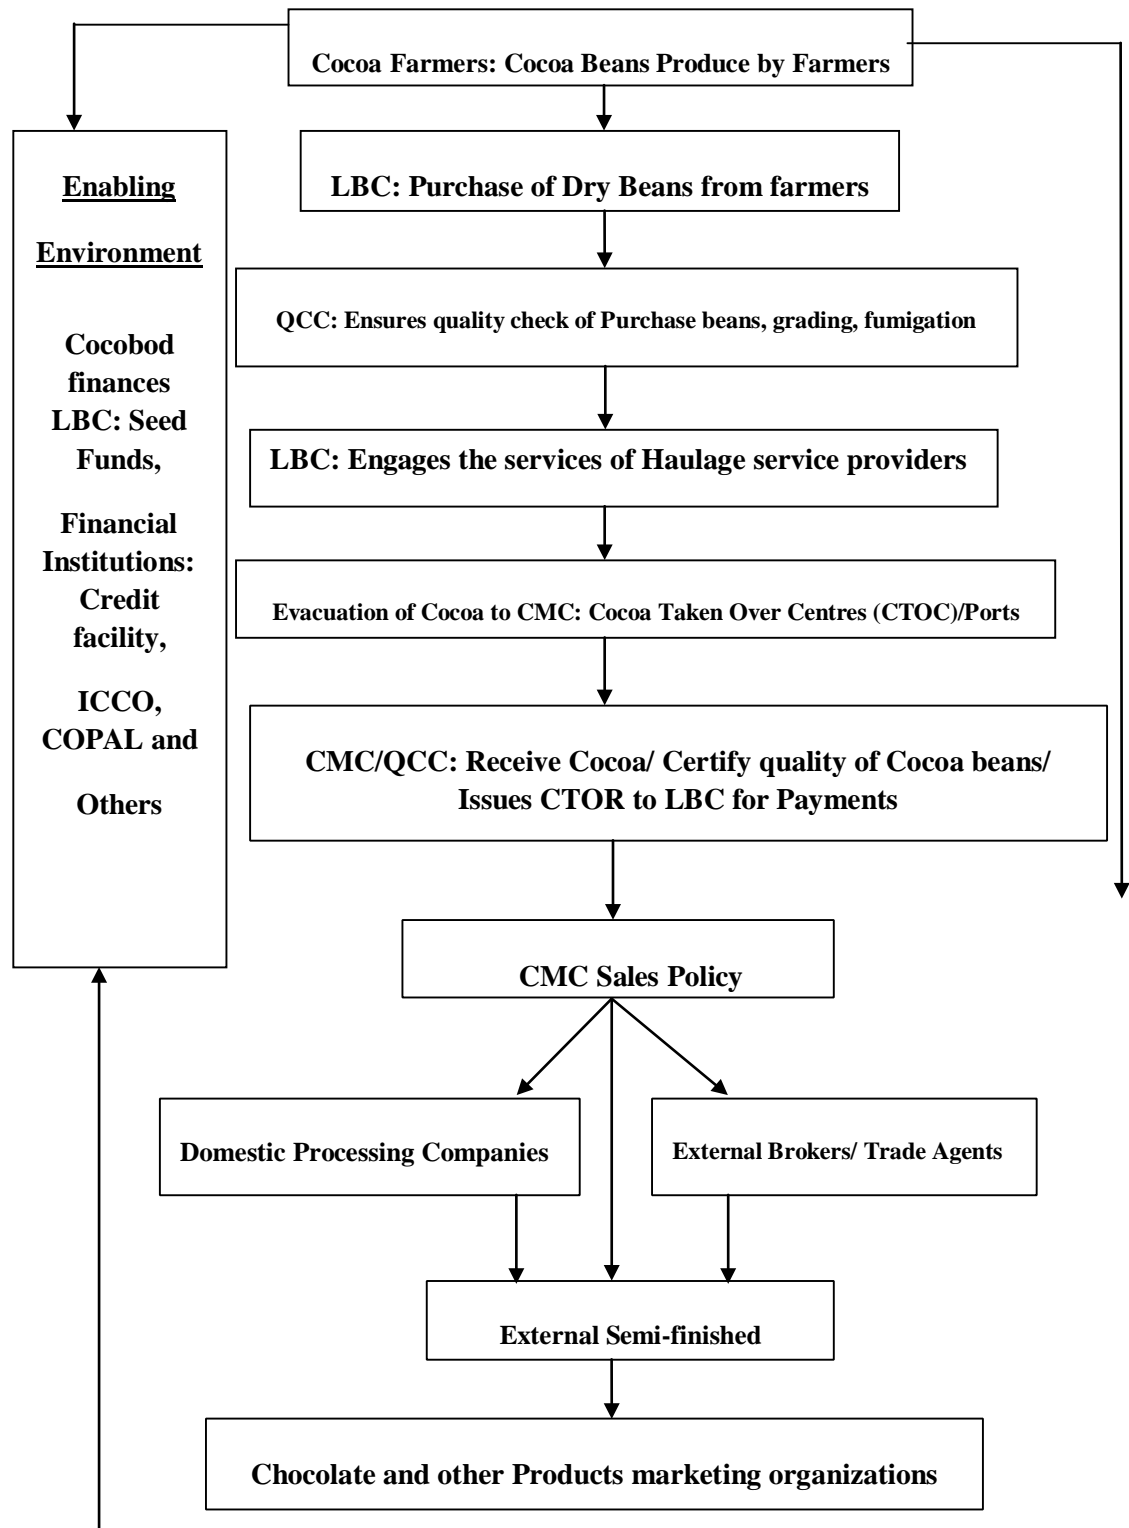 Cocoa Farmers: Cocoa Beans Produce by Farmers
Enabling
Environment
Cocobod
finances
LBC: Seed
Funds,
Financial
Institutions:
Credit
facility,
ICCO,
COPAL and
Others
LBC: Purchase of Dry Beans from farmers
QCC: Ensures quality check of Purchase beans, grading, fumigation
LBC: Engages the services of Haulage service providers
Evacuation of Cocoa to CMC: Cocoa Taken Over Centres (CTOC)/Ports
CMC/QCC: Receive Cocoa/ Certify quality of Cocoa beans/
Issues CTOR to LBC for Payments
CMC Sales Policy
Domestic Processing Companies
External Brokers/ Trade Agents
External Semi-finished
Chocolate and other Products marketing organizations